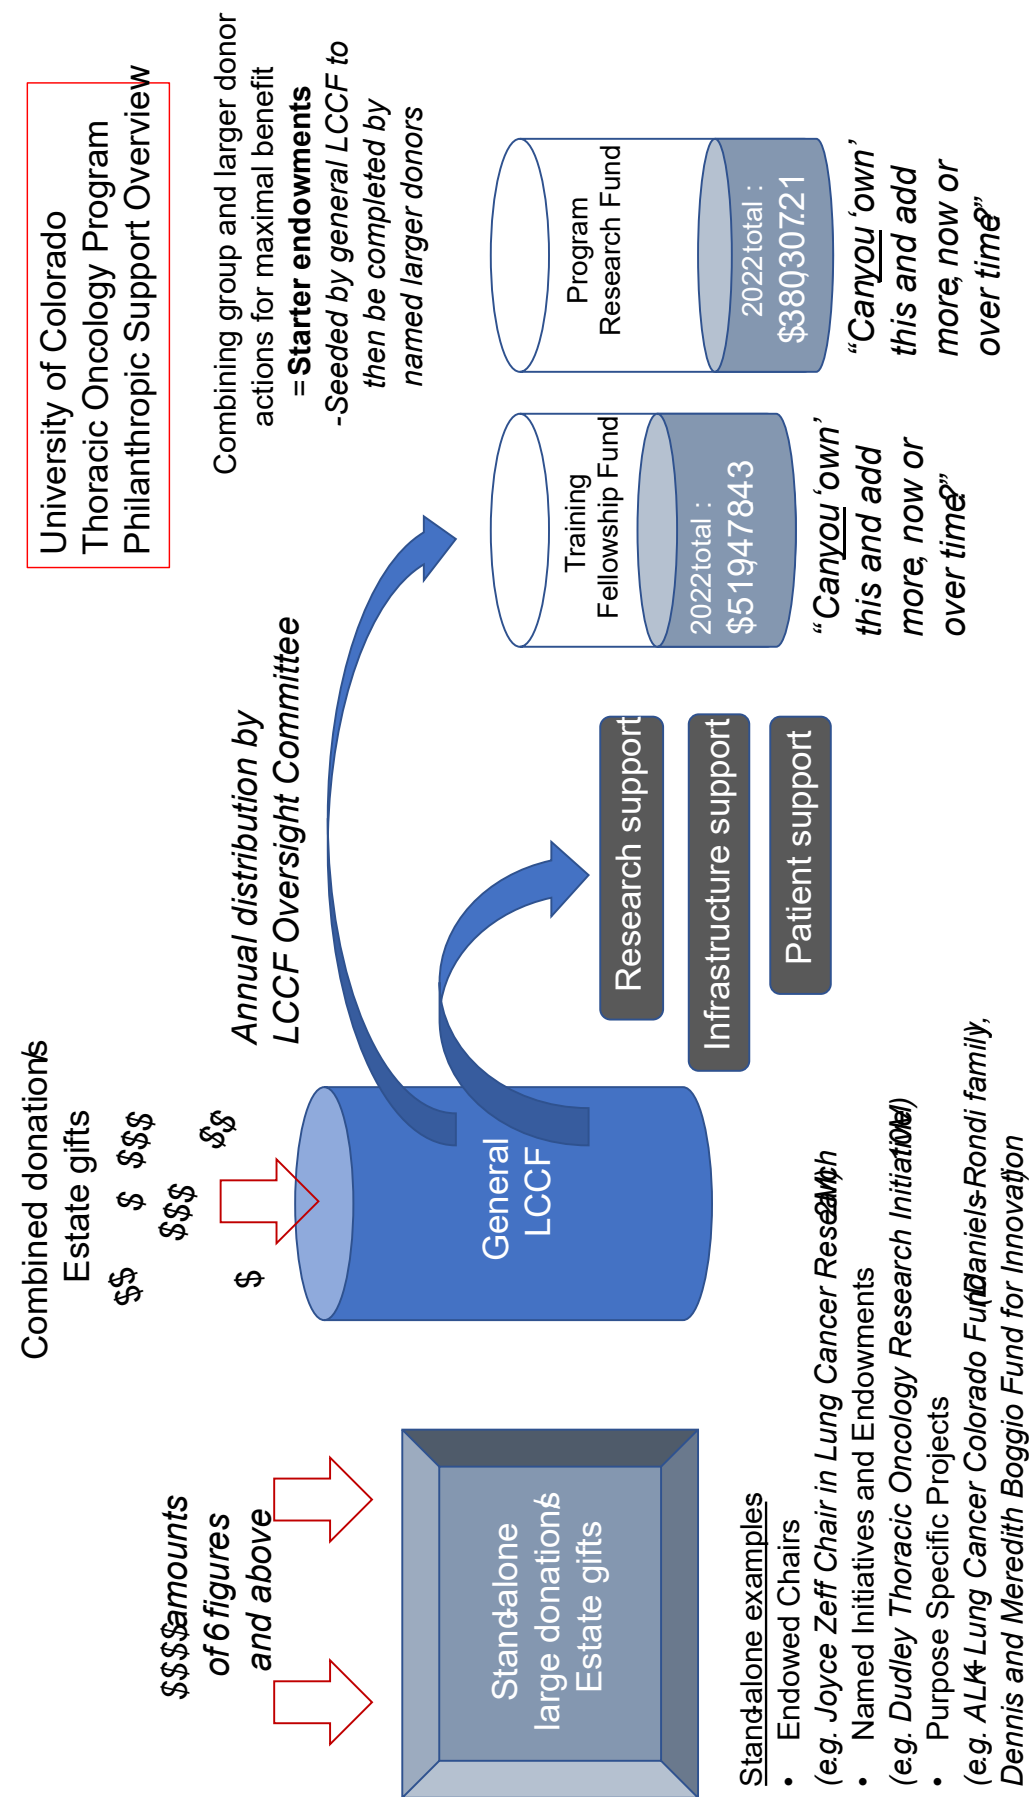 University of Colorado
Thoracic Oncology Program
Philanthropic Support Overview
Combined donations/
Estate gifts
$$
$
$$$
$$$
$
$$
$$$$ amounts
of 6 figures
and above
Stand-alone
large donations/
Estate gifts
General
LCCF
Annual distribution by
LCCF Oversight Committee
Combining group and larger donor
actions for maximal benefit
= Starter endowments
-Seeded by general LCCF to
then be completed by
named larger donors
Research support
Infrastructure support
Patient support
Training
Fellowship Fund
2022 total :
$519,478.43
“Can you ‘own’
this and add
more, now or
over time?”
Program
Research Fund
2022 total :
$380,307.21
“Can you ‘own’
this and add
more, now or
over time?”
Stand-alone examples
• Endowed Chairs
(e.g. Joyce Zeff Chair in Lung Cancer Research
• Named Initiatives and Endowments
(e.g. Dudley Thoracic Oncology Research Initiative
• Purpose Specific Projects
(e.g. ALK+ Lung Cancer Colorado Fund (Daniels-Rondi family,
Dennis and Meredith Boggio Fund for Innovation